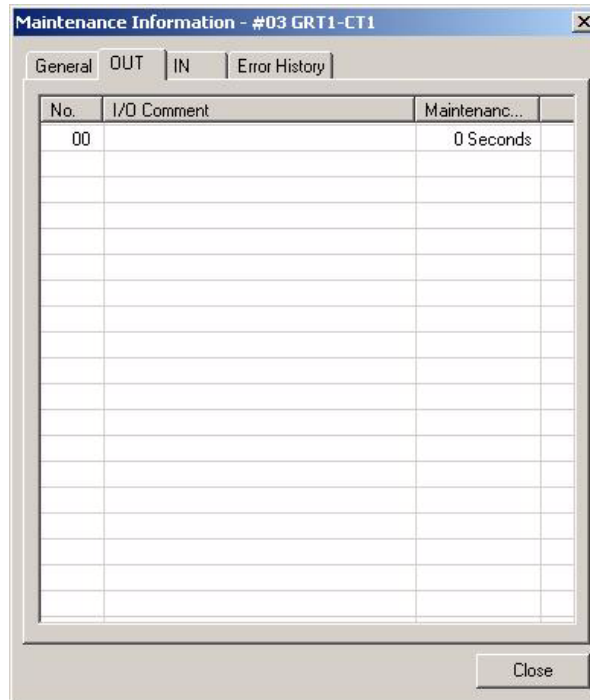 Maintenance Information - #03 GRT1-CT1
General OUT IN Error History
No. I/O Comment Maintenanc...
00 0 Seconds
Close